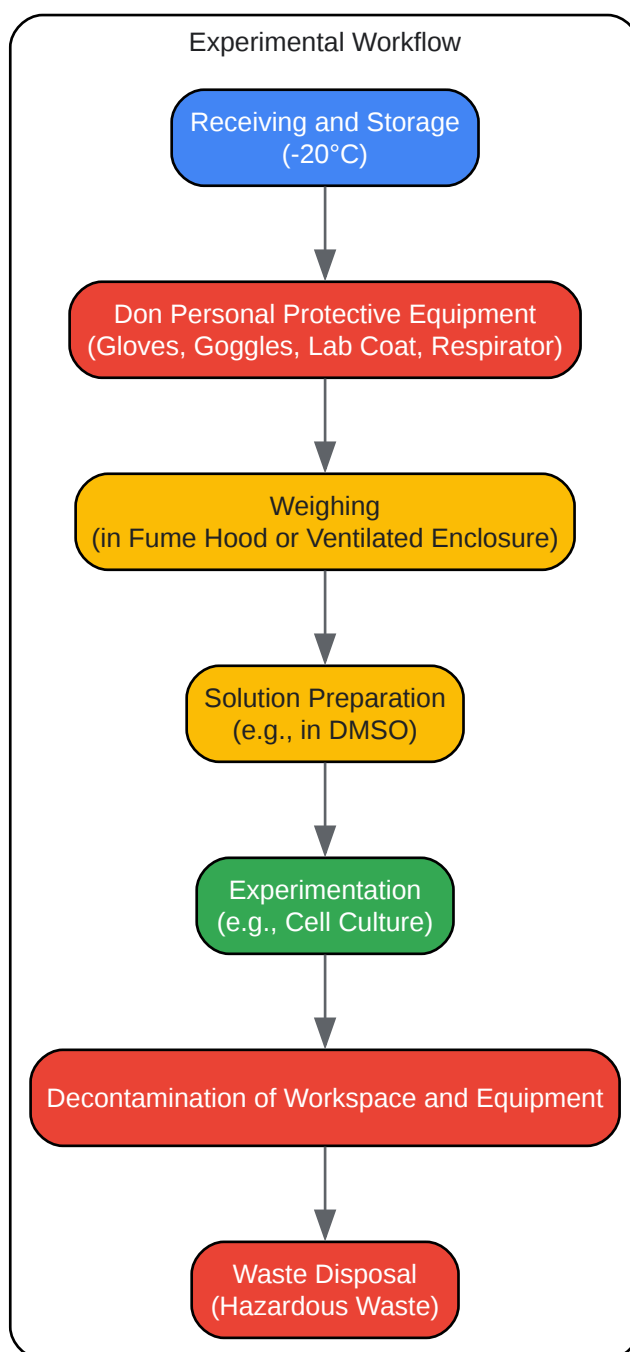 Experimental Workflow
Receiving and Storage
(-20°C)
Don Personal Protective Equipment
(Gloves, Goggles, Lab Coat, Respirator)
Weighing
(in Fume Hood or Ventilated Enclosure)
Solution Preparation
(e.g., in DMSO)
Experimentation
(e.g., Cell Culture)
Decontamination of Workspace and Equipment
Waste Disposal
(Hazardous Waste)